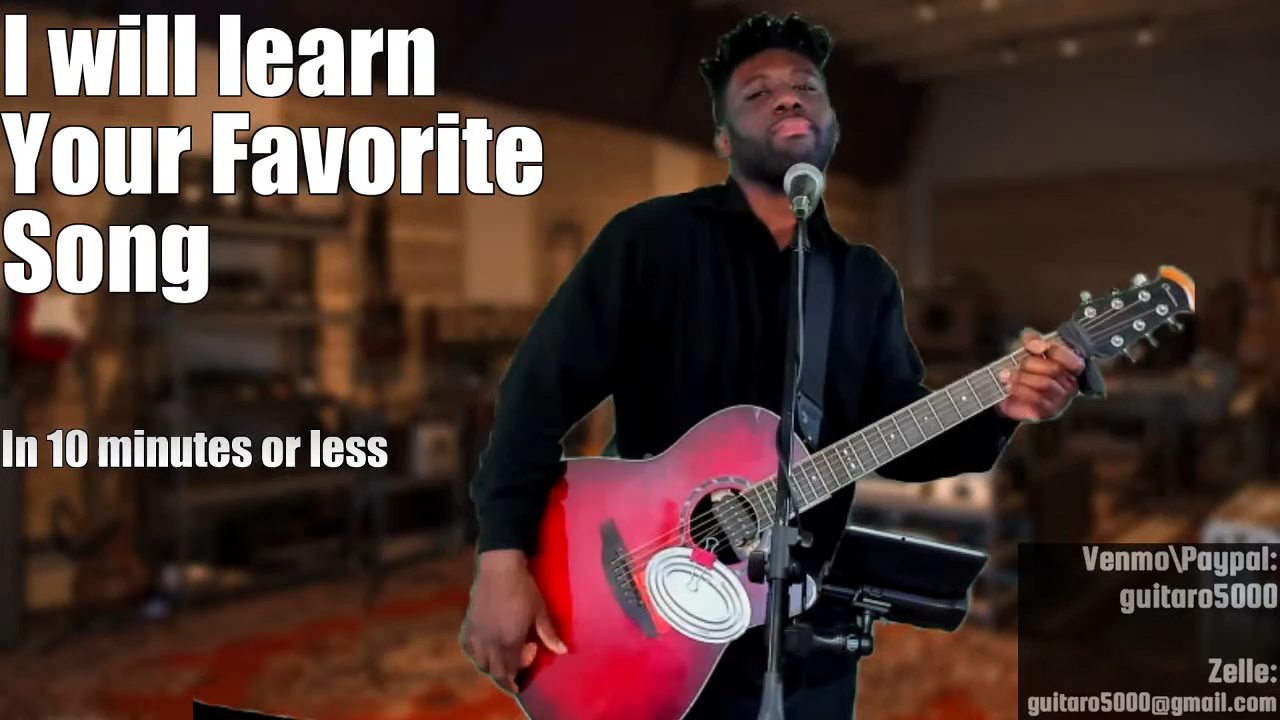 I will learn
Your Favorite
Song
In 10 minutes or less
Venmo\Paypal:
guitaro5000
Zelle:
guitaro5000@gmail.com